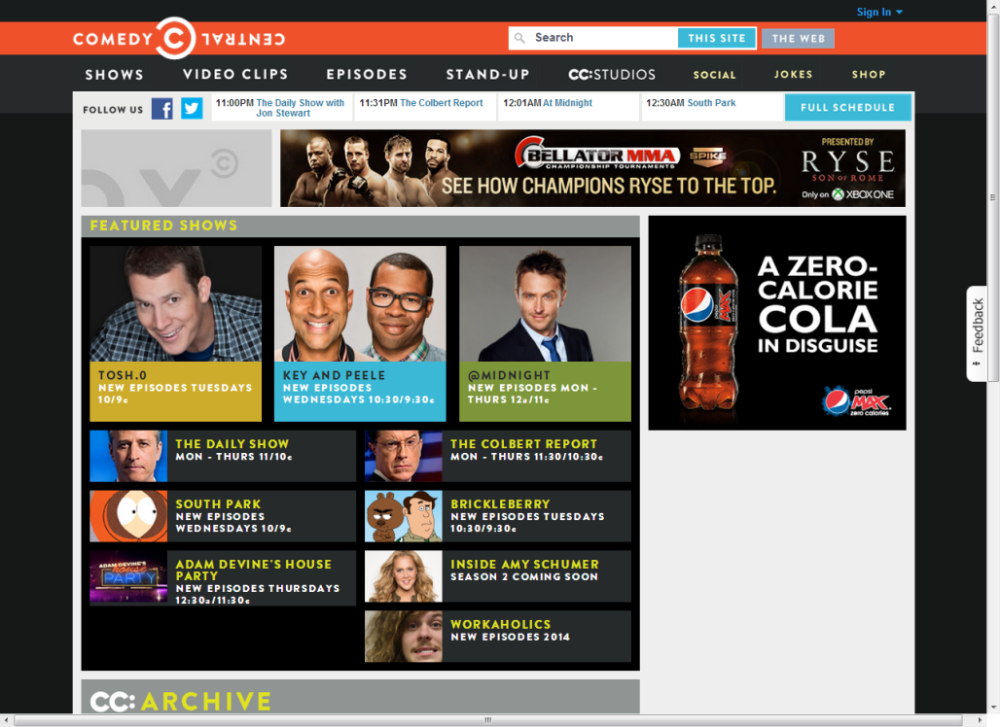 Sign In
COMEDY CENTRAL
Search
THIS SITE
THE WEB
SHOWS
VIDEO CLIPS
EPISODES
STAND-UP
CC:STUDIOS
SOCIAL
JOKES
SHOP
FOLLOW US
11:00PM The Daily Show with
Jon Stewart
11:31PM The Colbert Report
12:01AM At Midnight
12:30AM South Park
FULL SCHEDULE
BELLATOR MMA
CHAMPIONSHIP TOURNAMENTS
SPIKE
SEE HOW CHAMPIONS RYSE TO THE TOP.
PRESENTED BY
RYSE
SON OF ROME
Only on XBOX ONE
FEATURED SHOWS
TOSH.0
NEW EPISODES TUESDAYS
10/9c
KEY AND PEELE
NEW EPISODES
WEDNESDAYS 10:30/9:30c
@MIDNIGHT
NEW EPISODES MON -
THURS 12a/11c
THE DAILY SHOW
MON - THURS 11/10c
THE COLBERT REPORT
MON - THURS 11:30/10:30c
SOUTH PARK
NEW EPISODES
WEDNESDAYS 10/9c
BRICKLEBERRY
NEW EPISODES TUESDAYS
10:30/9:30c
ADAM DEVINE'S
House
PARTY
ADAM DEVINE'S HOUSE
PARTY
NEW EPISODES THURSDAYS
12:30a/11:30c
INSIDE AMY SCHUMER
SEASON 2 COMING SOON
WORKAHOLICS
NEW EPISODES 2014
A ZERO-
CALORIE
COLA
IN DISGUISE
pepsi
MAX
zero calories
Feedback
CC: ARCHIVE